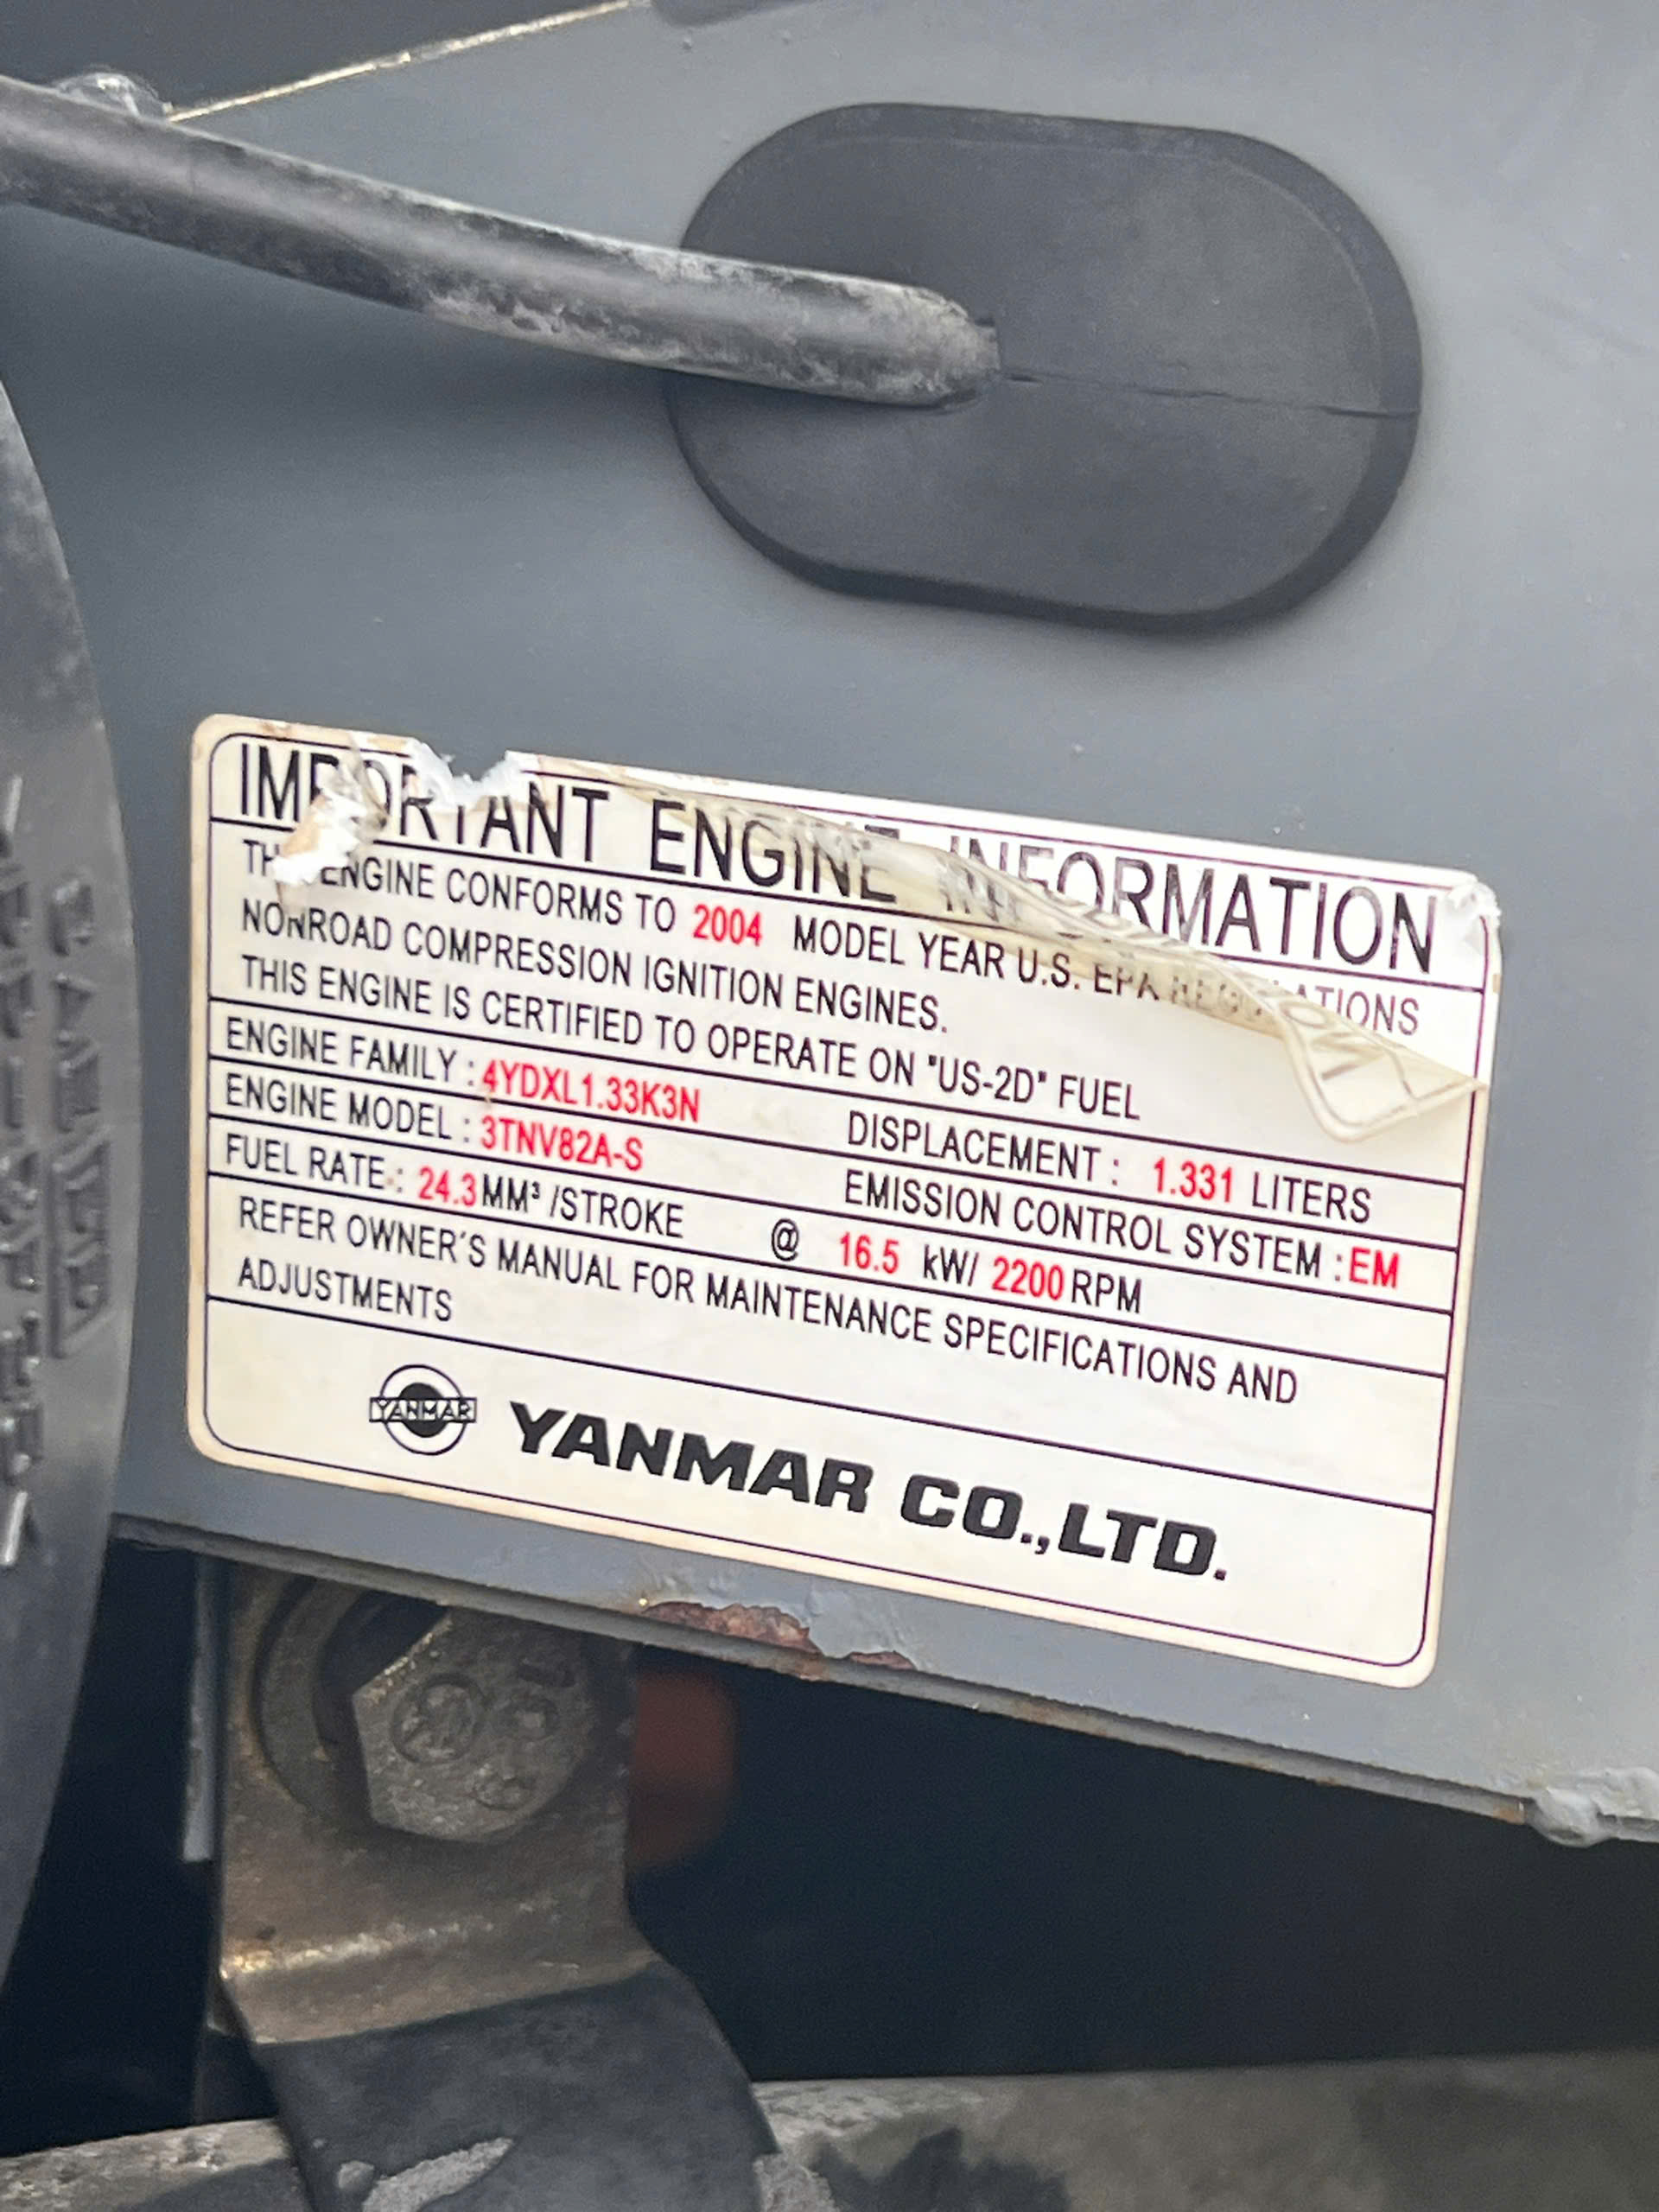 IMPORTANT ENGINE INFORMATION
ENGINE CONFORMS TO 2004 MODEL YEAR U.S. EPA REGULATIONS
NONROAD COMPRESSION IGNITION ENGINES.
THIS ENGINE IS CERTIFIED TO OPERATE ON "US-2D" FUEL
ENGINE FAMILY : 4YDXL1.33K3N DISPLACEMENT : 1.331 LITERS
ENGINE MODEL : 3TNV82A-S EMISSION CONTROL SYSTEM : EM
FUEL RATE : 24.3 MM³ /STROKE @ 16.5 kW/ 2200 RPM
REFER OWNER'S MANUAL FOR MAINTENANCE SPECIFICATIONS AND
ADJUSTMENTS
YANMAR YANMAR CO.,LTD.